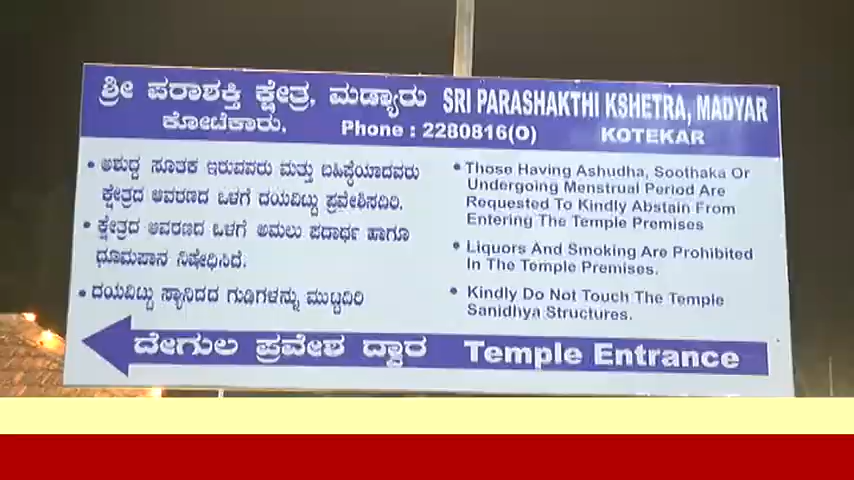 ಶ್ರೀ ಪರಾಶಕ್ತಿ ಕ್ಷೇತ್ರ, ಮಡ್ಯಾರು SRI PARASHAKTHI KSHETRA, MADYAR
ಕೋಟೆಕಾರು. Phone : 2280816(O) KOTEKAR
• ಅಶುದ್ಧ ಸೂತಕ ಇರುವವರು ಮತ್ತು ಬಹಿಷ್ಠೆಯಾದವರು
ಕ್ಷೇತ್ರದ ಆವರಣದ ಒಳಗೆ ದಯವಿಟ್ಟು ಪ್ರವೇಶಿಸದಿರಿ.
• ಕ್ಷೇತ್ರದ ಆವರಣದ ಒಳಗೆ ಅಮಲು ಪದಾರ್ಥ ಹಾಗೂ
ಧೂಮಪಾನ ನಿಷೇಧಿಸಿದೆ.
• ದಯವಿಟ್ಟು ಸ್ಯಾನಿದದ ಗುಡಿಗಳನ್ನು ಮುಟ್ಟದಿರಿ
• Those Having Ashudha, Soothaka Or
Undergoing Menstrual Period Are
Requested To Kindly Abstain From
Entering The Temple Premises
• Liquors And Smoking Are Prohibited
In The Temple Premises.
• Kindly Do Not Touch The Temple
Sanidhya Structures.
ದೇಗುಲ ಪ್ರವೇಶ ದ್ವಾರ Temple Entrance